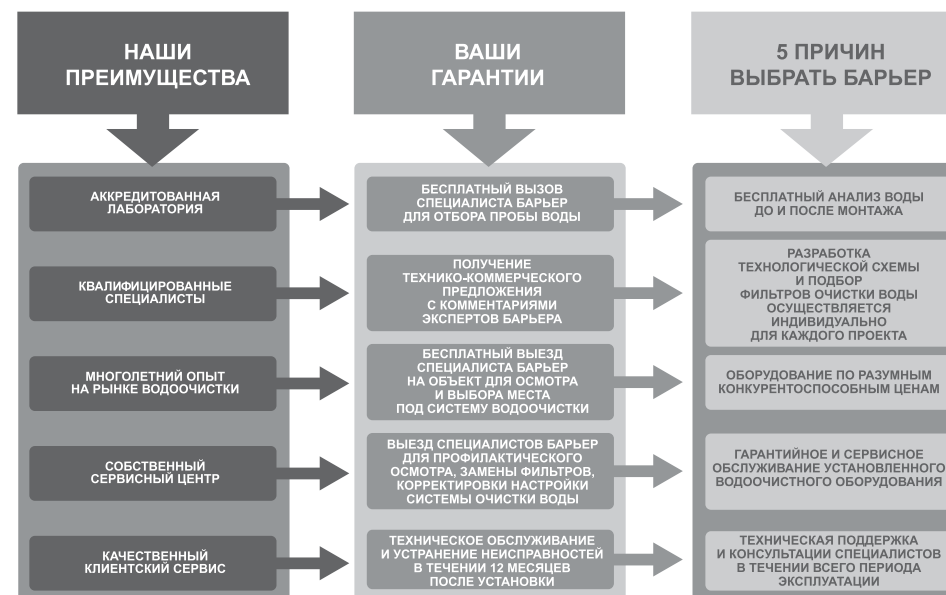 НАШИ
ПРЕИМУЩЕСТВА
ВАШИ
ГАРАНТИИ
5 ПРИЧИН
ВЫБРАТЬ БАРЬЕР
АККРЕДИТОВАННАЯ
ЛАБОРАТОРИЯ
БЕСПЛАТНЫЙ ВЫЗОВ
СПЕЦИАЛИСТА БАРЬЕР
ДЛЯ ОТБОРА ПРОБЫ ВОДЫ
БЕСПЛАТНЫЙ АНАЛИЗ ВОДЫ
ДО И ПОСЛЕ МОНТАЖА
КВАЛИФИЦИРОВАННЫЕ
СПЕЦИАЛИСТЫ
ПОЛУЧЕНИЕ
ТЕХНИКО-КОММЕРЧЕСКОГО
ПРЕДЛОЖЕНИЯ
С КОММЕНТАРИЯМИ
ЭКСПЕРТОВ БАРЬЕРА
РАЗРАБОТКА
ТЕХНОЛОГИЧЕСКОЙ СХЕМЫ
И ПОДБОР
ФИЛЬТРОВ ОЧИСТКИ ВОДЫ
ОСУЩЕСТВЛЯЕТСЯ
ИНДИВИДУАЛЬНО
ДЛЯ КАЖДОГО ПРОЕКТА
МНОГОЛЕТНИЙ ОПЫТ
НА РЫНКЕ ВОДООЧИСТКИ
БЕСПЛАТНЫЙ ВЫЕЗД
СПЕЦИАЛИСТА БАРЬЕР
НА ОБЪЕКТ ДЛЯ ОСМОТРА
И ВЫБОРА МЕСТА
ПОД СИСТЕМУ ВОДООЧИСТКИ
ОБОРУДОВАНИЕ ПО РАЗУМНЫМ
КОНКУРЕНТОСПОСОБНЫМ ЦЕНАМ
СОБСТВЕННЫЙ
СЕРВИСНЫЙ ЦЕНТР
ВЫЕЗД СПЕЦИАЛИСТОВ БАРЬЕР
ДЛЯ ПРОФИЛАКТИЧЕСКОГО
ОСМОТРА, ЗАМЕНЫ ФИЛЬТРОВ,
КОРРЕКТИРОВКИ НАСТРОЙКИ
СИСТЕМЫ ОЧИСТКИ ВОДЫ
ГАРАНТИЙНОЕ И СЕРВИСНОЕ
ОБСЛУЖИВАНИЕ УСТАНОВЛЕННОГО
ВОДООЧИСТНОГО ОБОРУДОВАНИЯ
КАЧЕСТВЕННЫЙ
КЛИЕНТСКИЙ СЕРВИС
ТЕХНИЧЕСКОЕ ОБСЛУЖИВАНИЕ
И УСТРАНЕНИЕ НЕИСПРАВНОСТЕЙ
В ТЕЧЕНИИ 12 МЕСЯЦЕВ
ПОСЛЕ УСТАНОВКИ
ТЕХНИЧЕСКАЯ ПОДДЕРЖКА
И КОНСУЛЬТАЦИИ СПЕЦИАЛИСТОВ
В ТЕЧЕНИИ ВСЕГО ПЕРИОДА
ЭКСПЛУАТАЦИИ